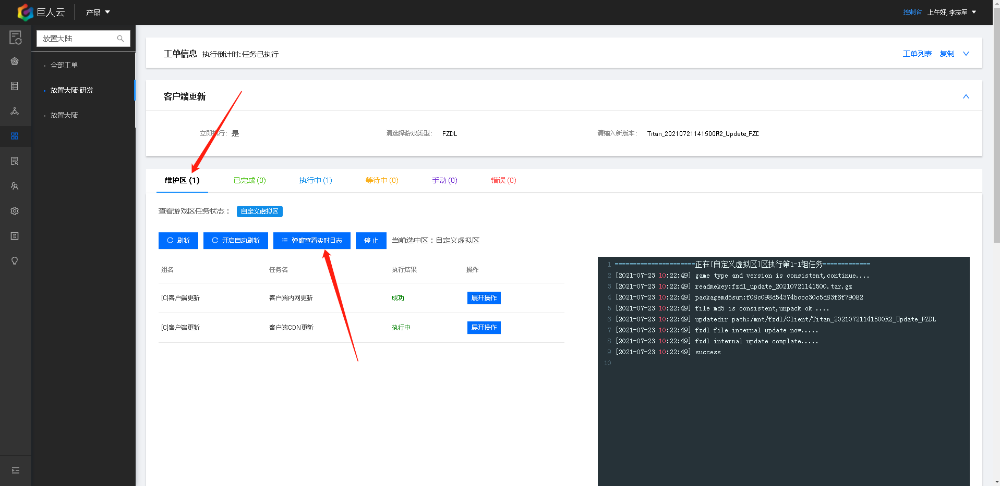 巨人云 产品 控制台 上午好, 李志军
放置大陆
全部工单
放置大陆-研发
放置大陆
工单信息 执行倒计时: 任务已执行 工单列表 复制
客户端更新
立即执行: 是 请选择游戏类型: FZDL 请输入新版本: Titan_20210721141500R2_Update_FZD
维护区 (1) 已完成 (0) 执行中 (1) 等待中 (0) 手动 (0) 错误 (0)
查看游戏区任务状态： 自定义虚拟区
刷新 开启自动刷新 弹窗查看实时日志 停止 当前选中区：自定义虚拟区
组名 任务名 执行结果 操作
[C]客户端更新 客户端内网更新 成功 展开操作
[C]客户端更新 客户端CDN更新 执行中 展开操作
1 ======================正在[自定义虚拟区]区执行第1-1组任务=============
2 [2021-07-23 10:22:49] game type and version is consistent,continue....
3 [2021-07-23 10:22:49] readmekey:fzdl_update_20210721141500.tar.gz
4 [2021-07-23 10:22:49] packagemd5sum:f08c098d54374bccc30c5d83f6f79082
5 [2021-07-23 10:22:49] file md5 is consistent,unpack ok ....
6 [2021-07-23 10:22:49] updatedir path:/mnt/fzdl/Client/Titan_20210721141500R2_Update_FZDL
7 [2021-07-23 10:22:49] fzdl file internal update now.....
8 [2021-07-23 10:22:49] fzdl internal update complate.....
9 [2021-07-23 10:22:49] success
10